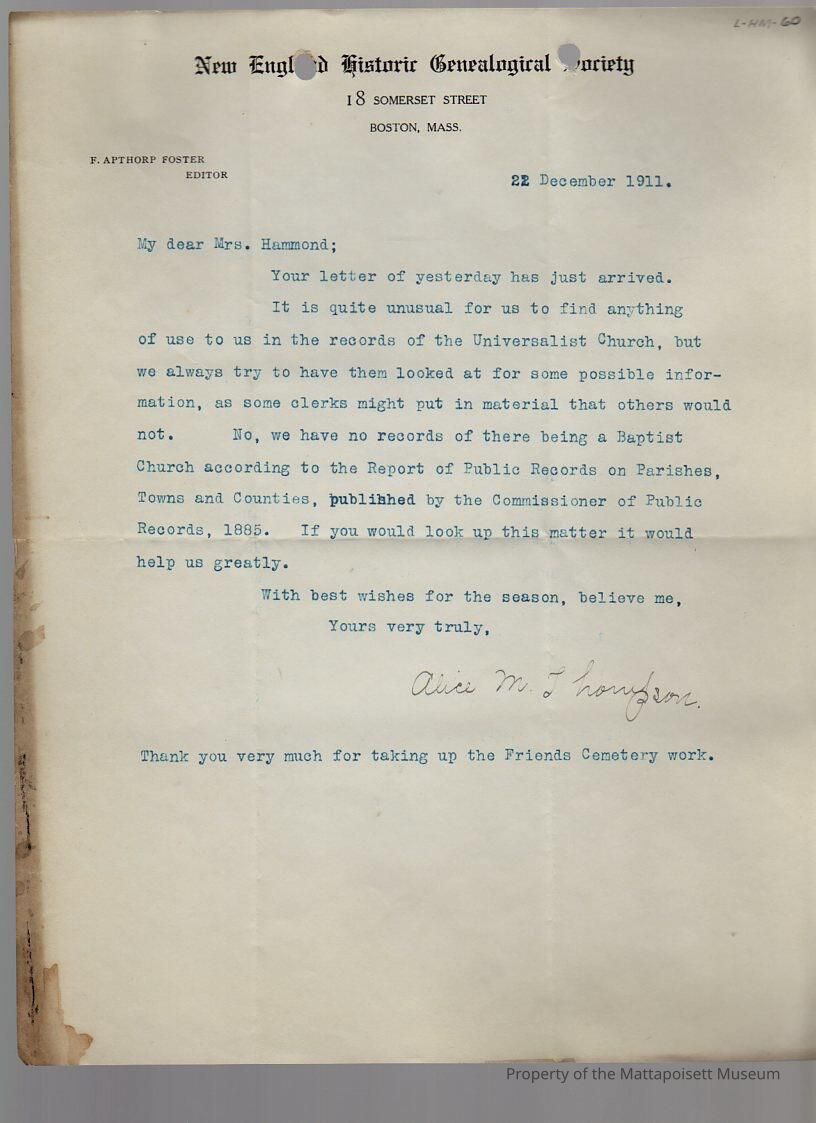 L-HM-60
New England Historic Genealogical Society
18 SOMERSET STREET
BOSTON, MASS.
F. APTHORP FOSTER
EDITOR
22 December 1911.
My dear Mrs. Hammond;
Your letter of yesterday has just arrived.
It is quite unusual for us to find anything
of use to us in the records of the Universalist Church, but
we always try to have them looked at for some possible infor-
mation, as some clerks might put in material that others would
not. No, we have no records of there being a Baptist
Church according to the Report of Public Records on Parishes,
Towns and Counties, published by the Commissioner of Public
Records, 1885. If you would look up this matter it would
help us greatly.
With best wishes for the season, believe me,
Yours very truly,
Alice M. Thompson.
Thank you very much for taking up the Friends Cemetery work.
Property of the Mattapoisett Museum